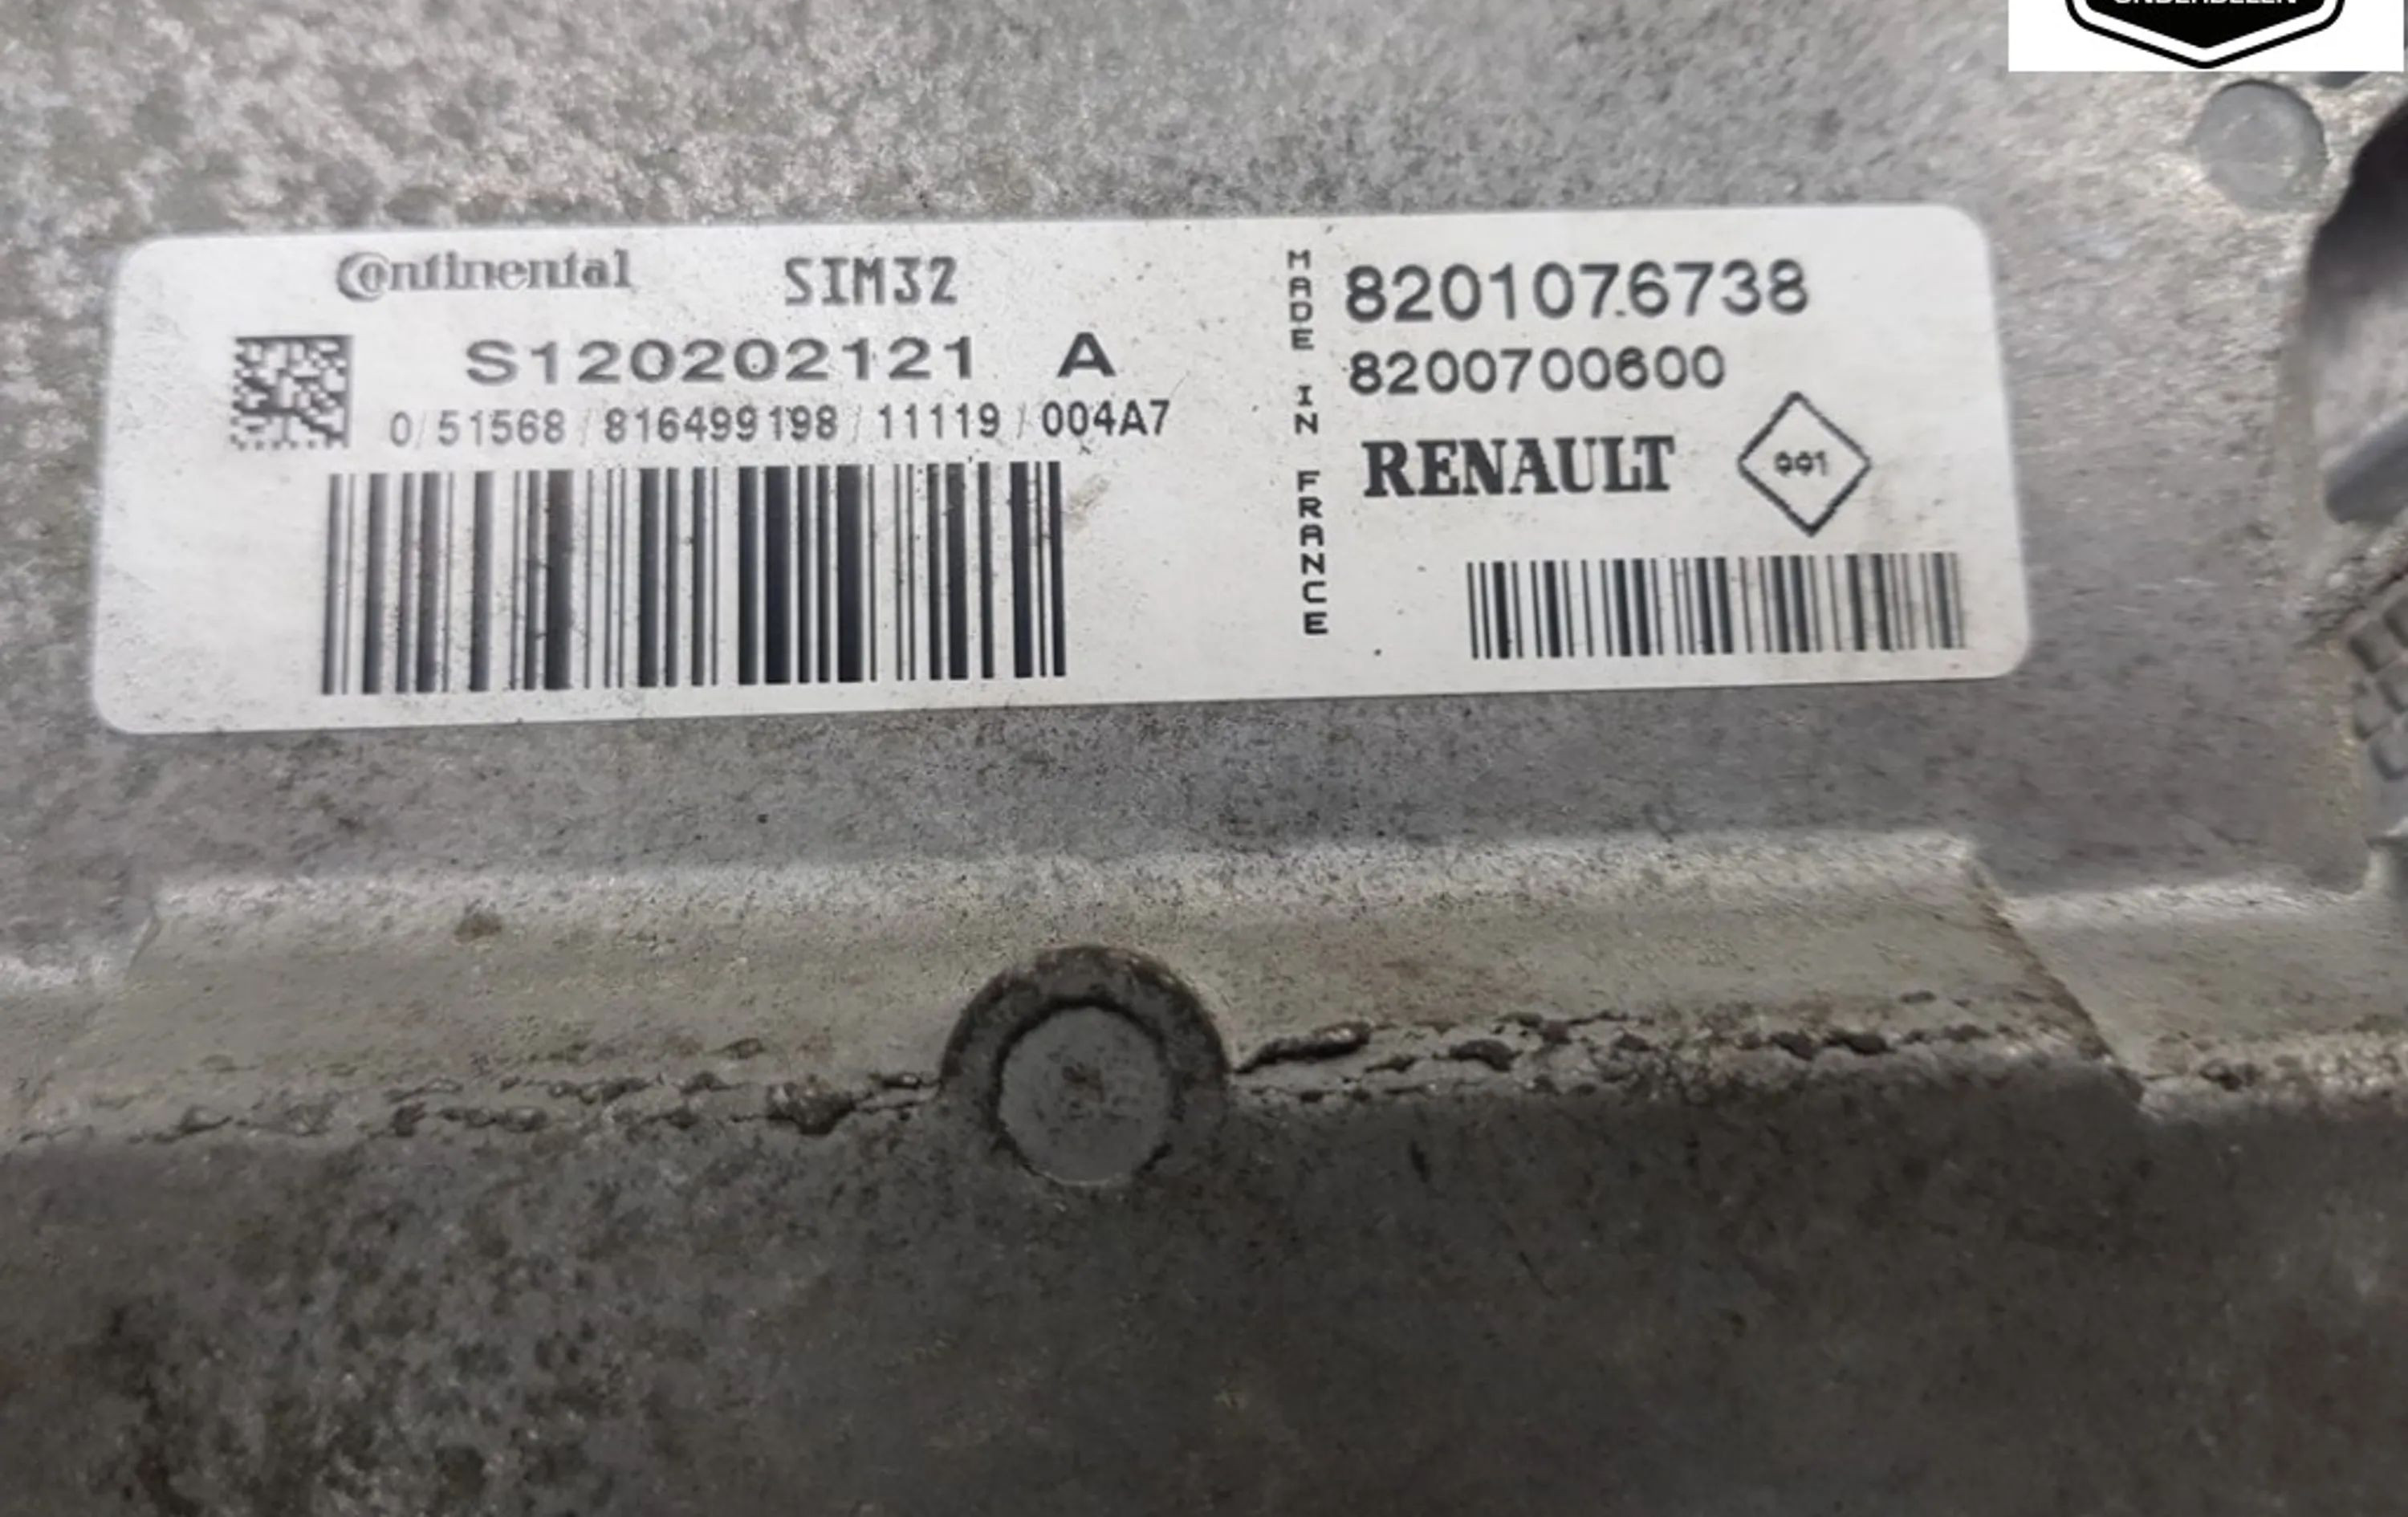 Continental SIM32
S120202121 A
0/51568/816499198/11119/004A7
MADE IN FRANCE
8201076738
8200700600
RENAULT